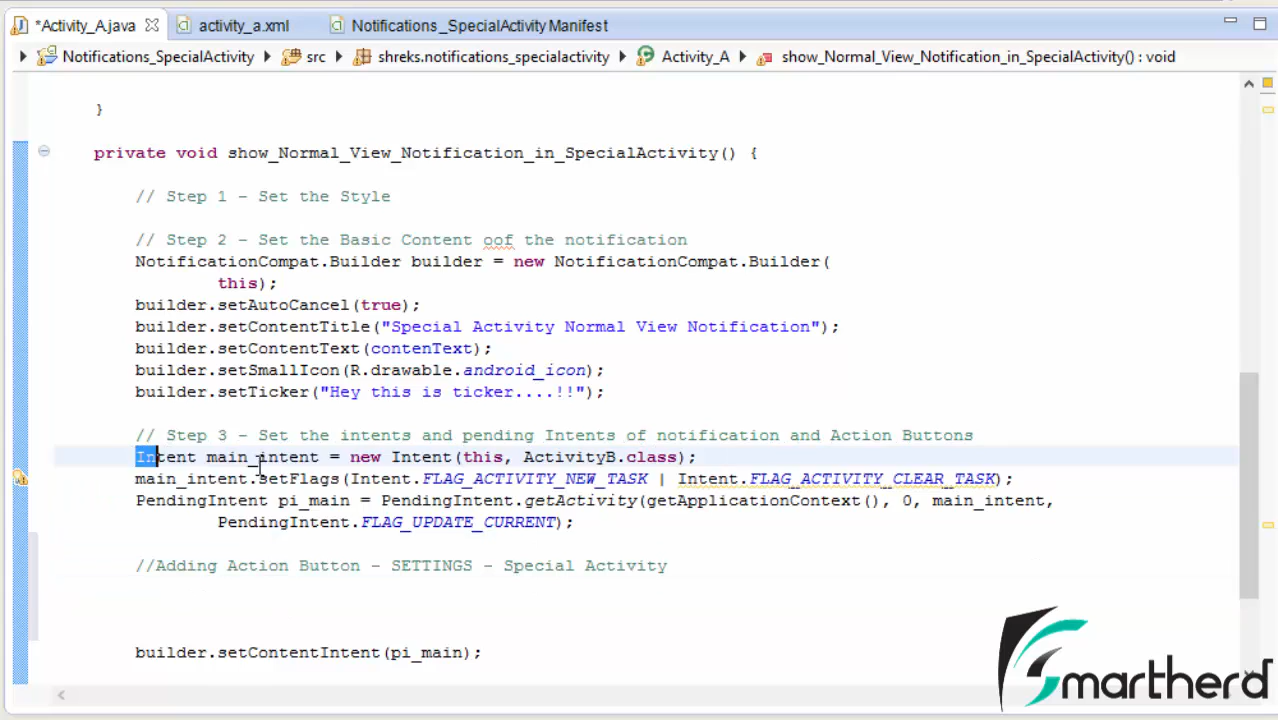 *Activity_A.java activity_a.xml Notifications_SpecialActivity Manifest
Notifications_SpecialActivity src shreks.notifications_specialactivity Activity_A show_Normal_View_Notification_in_SpecialActivity() : void
}
private void show_Normal_View_Notification_in_SpecialActivity() {
// Step 1 - Set the Style
// Step 2 - Set the Basic Content oof the notification
NotificationCompat.Builder builder = new NotificationCompat.Builder(
this);
builder.setAutoCancel(true);
builder.setContentTitle("Special Activity Normal View Notification");
builder.setContentText(contenText);
builder.setSmallIcon(R.drawable.android_icon);
builder.setTicker("Hey this is ticker....!!");
// Step 3 - Set the intents and pending Intents of notification and Action Buttons
Intent main_intent = new Intent(this, ActivityB.class);
main_intent.setFlags(Intent.FLAG_ACTIVITY_NEW_TASK | Intent.FLAG_ACTIVITY_CLEAR_TASK);
PendingIntent pi_main = PendingIntent.getActivity(getApplicationContext(), 0, main_intent,
PendingIntent.FLAG_UPDATE_CURRENT);
//Adding Action Button - SETTINGS - Special Activity
builder.setContentIntent(pi_main);
Smartherd